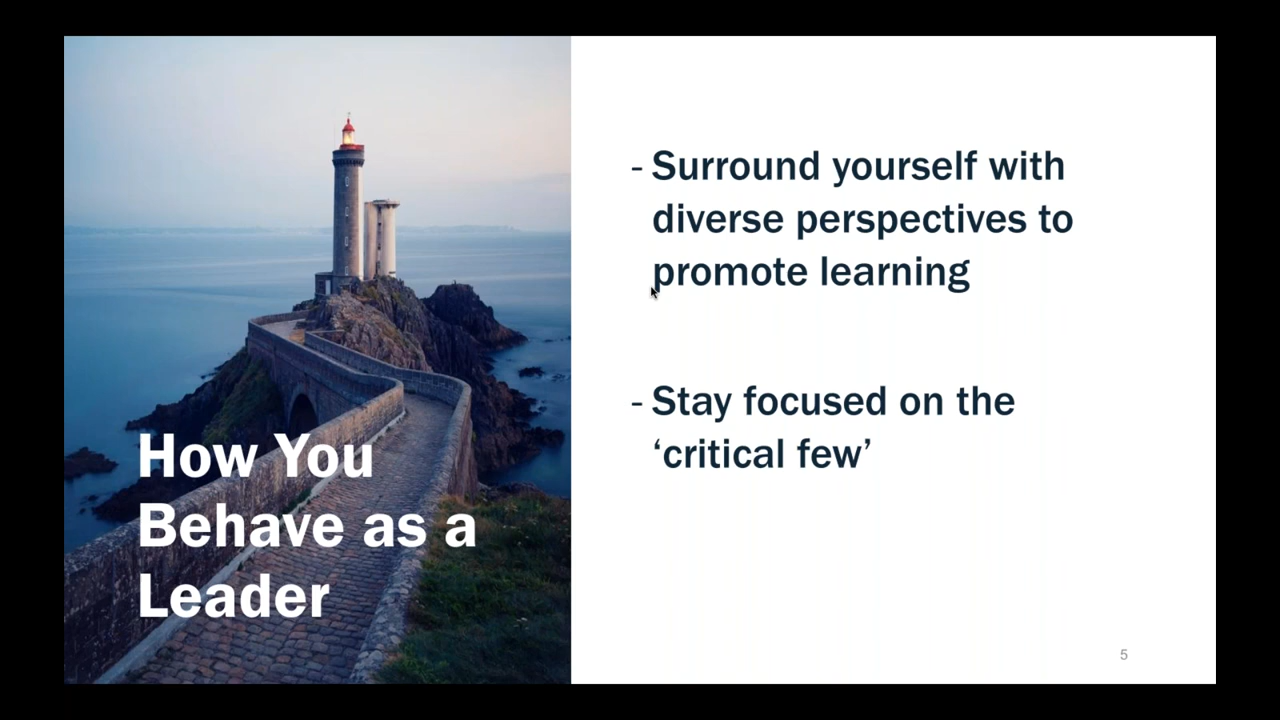 How You
Behave as a
Leader
- Surround yourself with
diverse perspectives to
promote learning
- Stay focused on the
‘critical few’
5